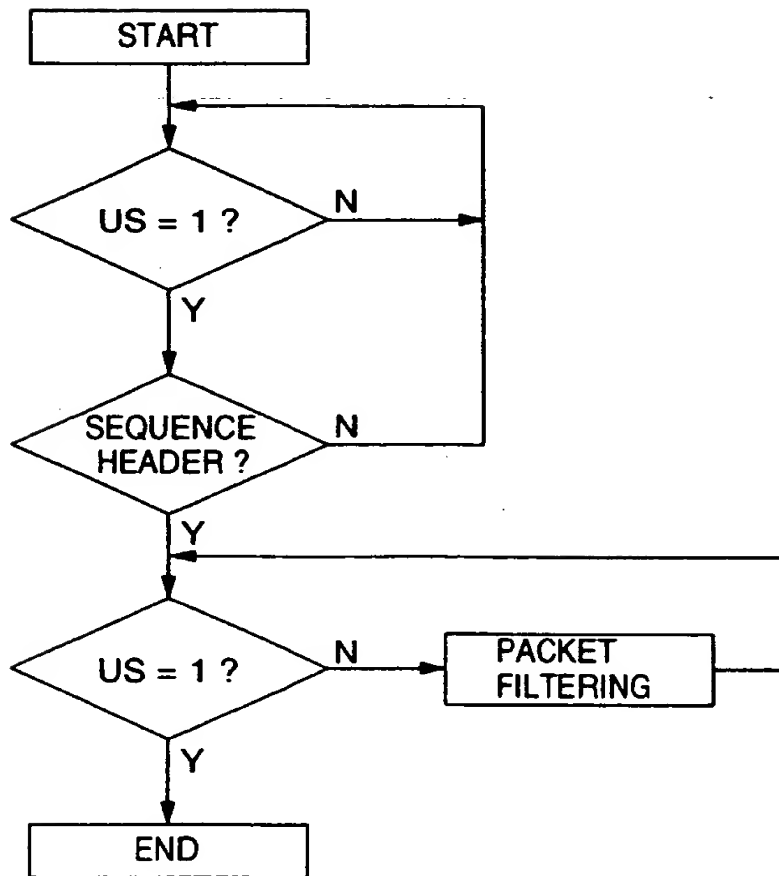 START
US = 1 ?
N
Y
SEQUENCE
HEADER ?
N
Y
US = 1 ?
N
PACKET
FILTERING
Y
END